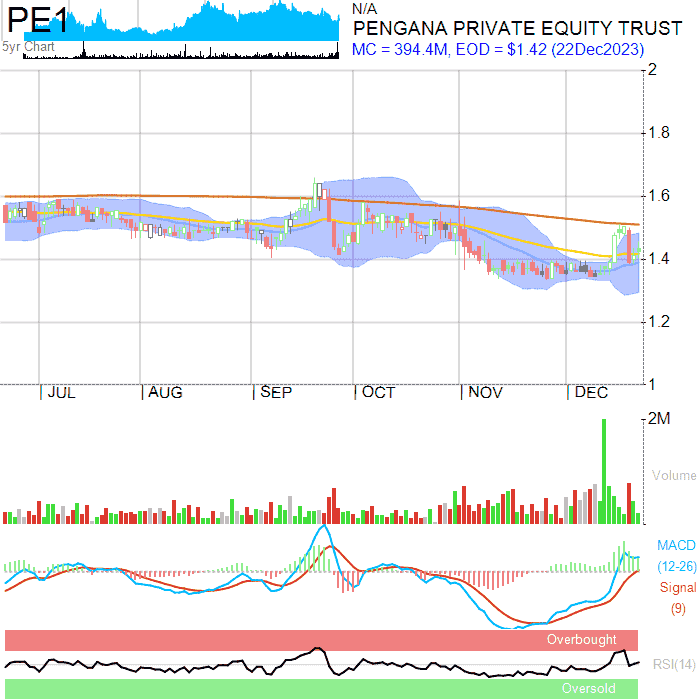 PE1
N/A
PENGANA PRIVATE EQUITY TRUST
5yr Chart
MC = 394.4M, EOD = $1.42 (22Dec2023)
2
1.8
1.6
1.4
1.2
1
JUL AUG SEP OCT NOV DEC
2M
Volume
MACD
(12-26)
Signal
(9)
Overbought
RSI(14)
Oversold